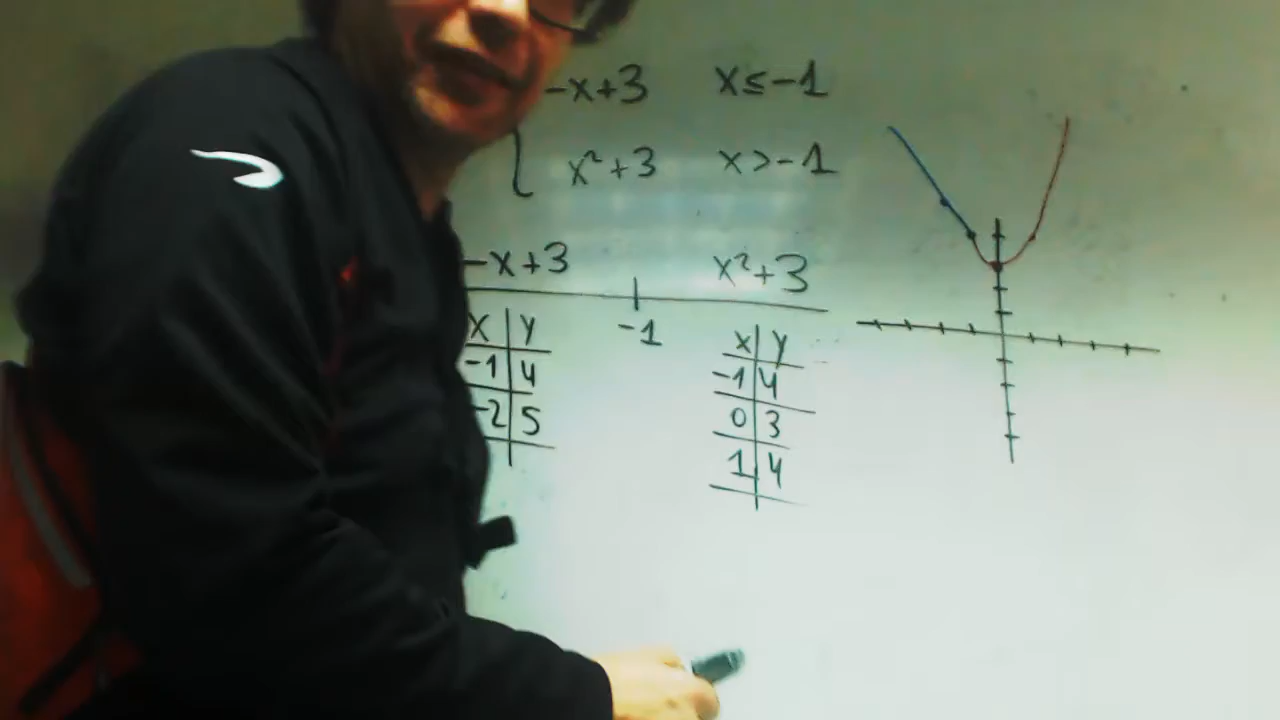 -x+3 x≤-1
{ x²+3 x>-1
-x+3 x²+3
-1
x y
-1 4
-2 5
x y
-1 4
0 3
1 4